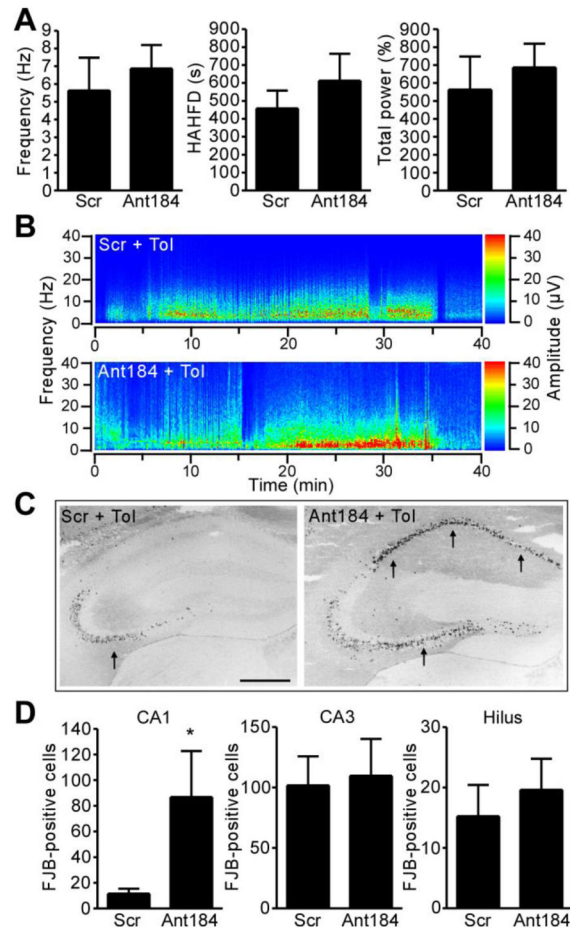 A
Frequency (Hz)
9
8
7
6
5
4
3
2
1
0
Scr Ant184
HAHFD (s)
900
800
700
600
500
400
300
200
100
0
Scr Ant184
Total power (%)
900
800
700
600
500
400
300
200
100
0
Scr Ant184
B
Frequency (Hz)
40
30
20
10
0
Scr + Tol
0 10 20 30 40
40
30
20
10
0
Amplitude (µV)
Frequency (Hz)
40
30
20
10
0
Ant184 + Tol
0 10 20 30 40
Time (min)
40
30
20
10
0
C
Scr + Tol
Ant184 + Tol
D
CA1
FJB-positive cells
140
120
100
80
60
40
20
0
*
Scr Ant184
CA3
FJB-positive cells
150
100
50
0
Scr Ant184
Hilus
FJB-positive cells
30
20
10
0
Scr Ant184